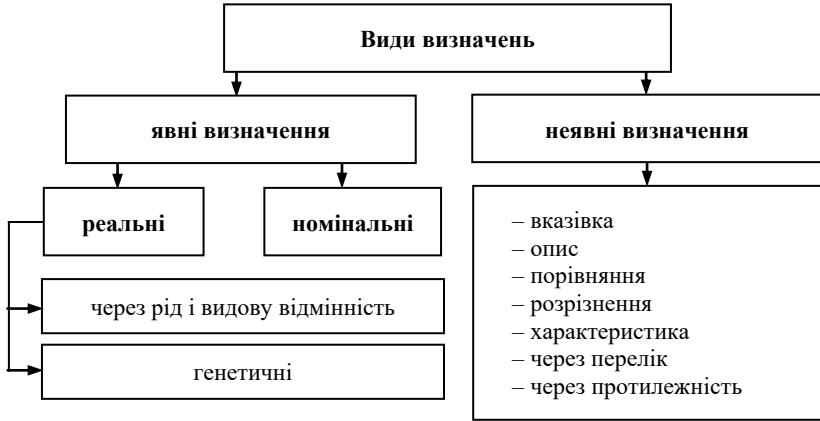 Види визначень
явні визначення
неявні визначення
реальні
номінальні
через рід і видову відмінність
генетичні
– вказівка
– опис
– порівняння
– розрізнення
– характеристика
– через перелік
– через протилежність